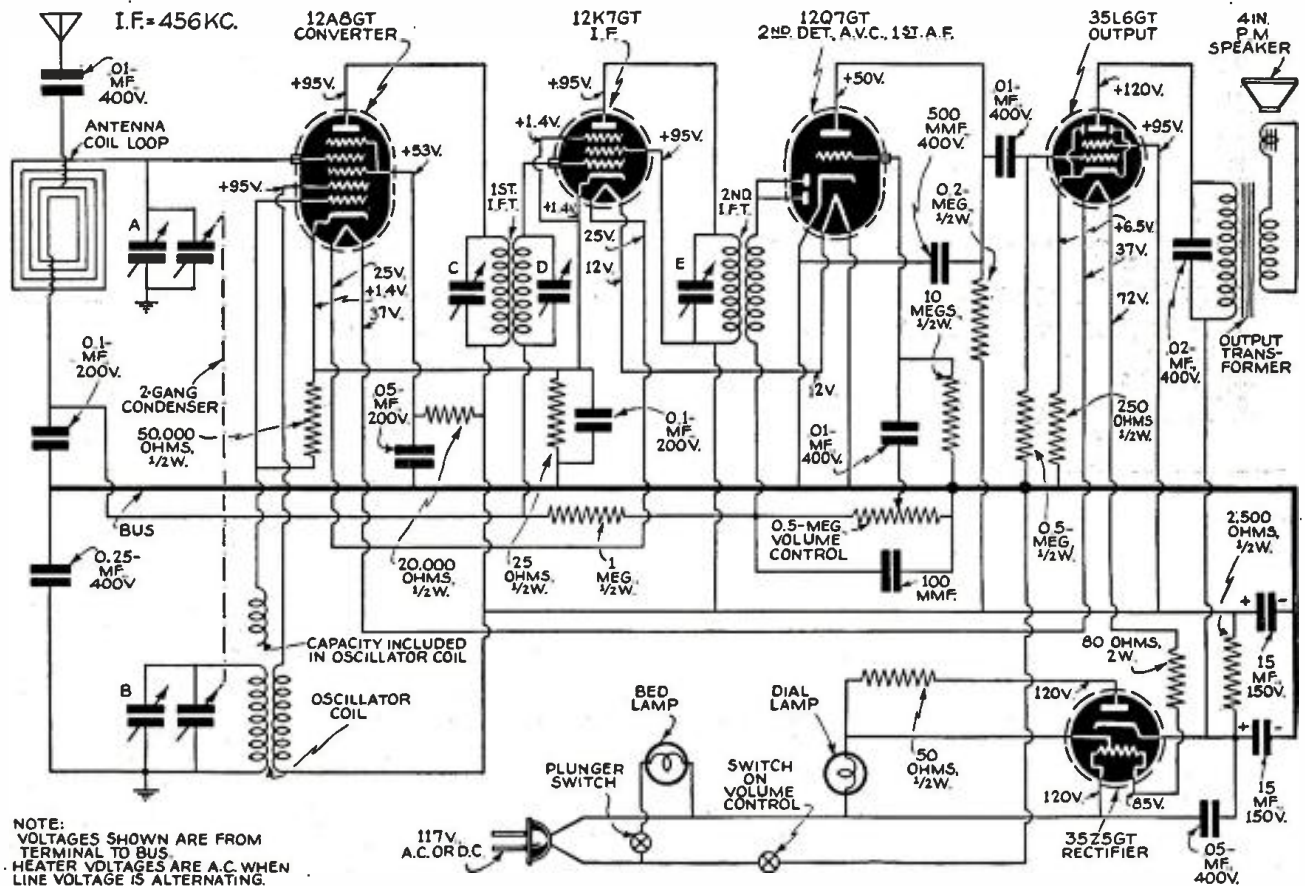 I.F.=456KC.
12A8GT
CONVERTER
12K7GT
I.F.
12Q7GT
2ND. DET., A.V.C., 1ST. A.F.
35L6GT
OUTPUT
4 IN.
P.M
SPEAKER
.01-
MF.
400V.
ANTENNA
COIL LOOP
+95V.
+53V.
+95V.
A
25V.
+1.4V.
37V.
+95V.
+1.4V.
+1.4V.
+95V.
25V.
12V.
1ST.
I.F.T.
C
D
2ND
I.F.T.
E
+50V.
500
MMF.
400V.
0.2-
MEG.
1/2W.
.01-
MF.
400V.
+120V.
+95V.
+6.5V.
37V.
72V.
10
MEGS.
1/2W.
12V.
.02-
MF.,
400V.
OUTPUT
TRANS-
FORMER
0.1-
MF.
200V.
2-GANG
CONDENSER
50,000
OHMS,
1/2W.
.05-
MF.
200V.
0.1-
MF.
200V.
.01-
MF.
400V.
250
OHMS
1/2W.
BUS
0.25-
MF.
400V
20,000
OHMS,
1/2W.
25
OHMS,
1/2W.
1
MEG.
1/2W.
0.5-MEG.
VOLUME
CONTROL
100
MMF.
0.5-
MEG.,
1/2W.
2,500
OHMS,
1/2W.
CAPACITY INCLUDED
IN OSCILLATOR COIL
B
OSCILLATOR
COIL
80 OHMS,
2W.
+ -
15
MF.
150V.
+ -
15
MF.
150V.
BED
LAMP
DIAL
LAMP
120V.
50
OHMS,
1/2W.
PLUNGER
SWITCH
SWITCH
ON
VOLUME
CONTROL
120V.
85V.
35Z5GT
RECTIFIER
.05-
MF.
400V.
117V.
A.C. OR D.C.
NOTE:
VOLTAGES SHOWN ARE FROM
TERMINAL TO BUS.
HEATER VOLTAGES ARE A.C. WHEN
LINE VOLTAGE IS ALTERNATING.